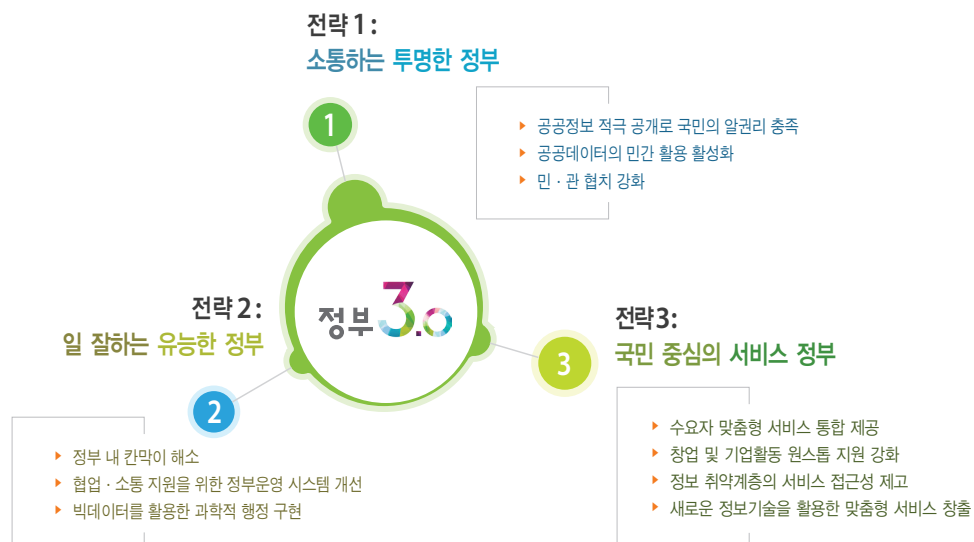 전략 1 :
소통하는 투명한 정부
1
▶ 공공정보 적극 공개로 국민의 알권리 충족
▶ 공공데이터의 민간 활용 활성화
▶ 민 · 관 협치 강화
정부 3.0
전략 2 :
일 잘하는 유능한 정부
2
▶ 정부 내 칸막이 해소
▶ 협업 · 소통 지원을 위한 정부운영 시스템 개선
▶ 빅데이터를 활용한 과학적 행정 구현
전략 3:
국민 중심의 서비스 정부
3
▶ 수요자 맞춤형 서비스 통합 제공
▶ 창업 및 기업활동 원스톱 지원 강화
▶ 정보 취약계층의 서비스 접근성 제고
▶ 새로운 정보기술을 활용한 맞춤형 서비스 창출